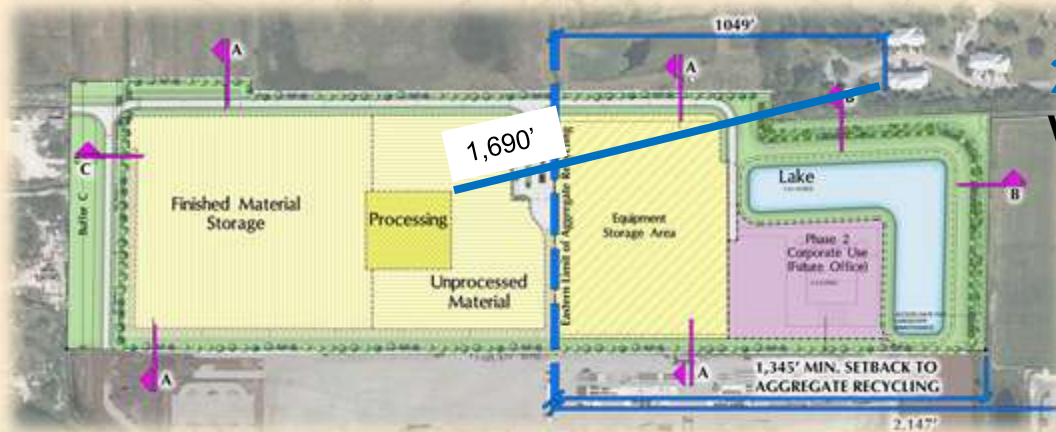 1049'
A
A
B
1,690'
C
Buffer C
Finished Material
Storage
Processing
Unprocessed
Material
Eastern Limit of Aggregate Recycling
Equipment
Storage Area
Lake
B
Phase 2
Corporate Use
(Future Office)
A
A
1,345' MIN. SETBACK TO
AGGREGATE RECYCLING
2,147'